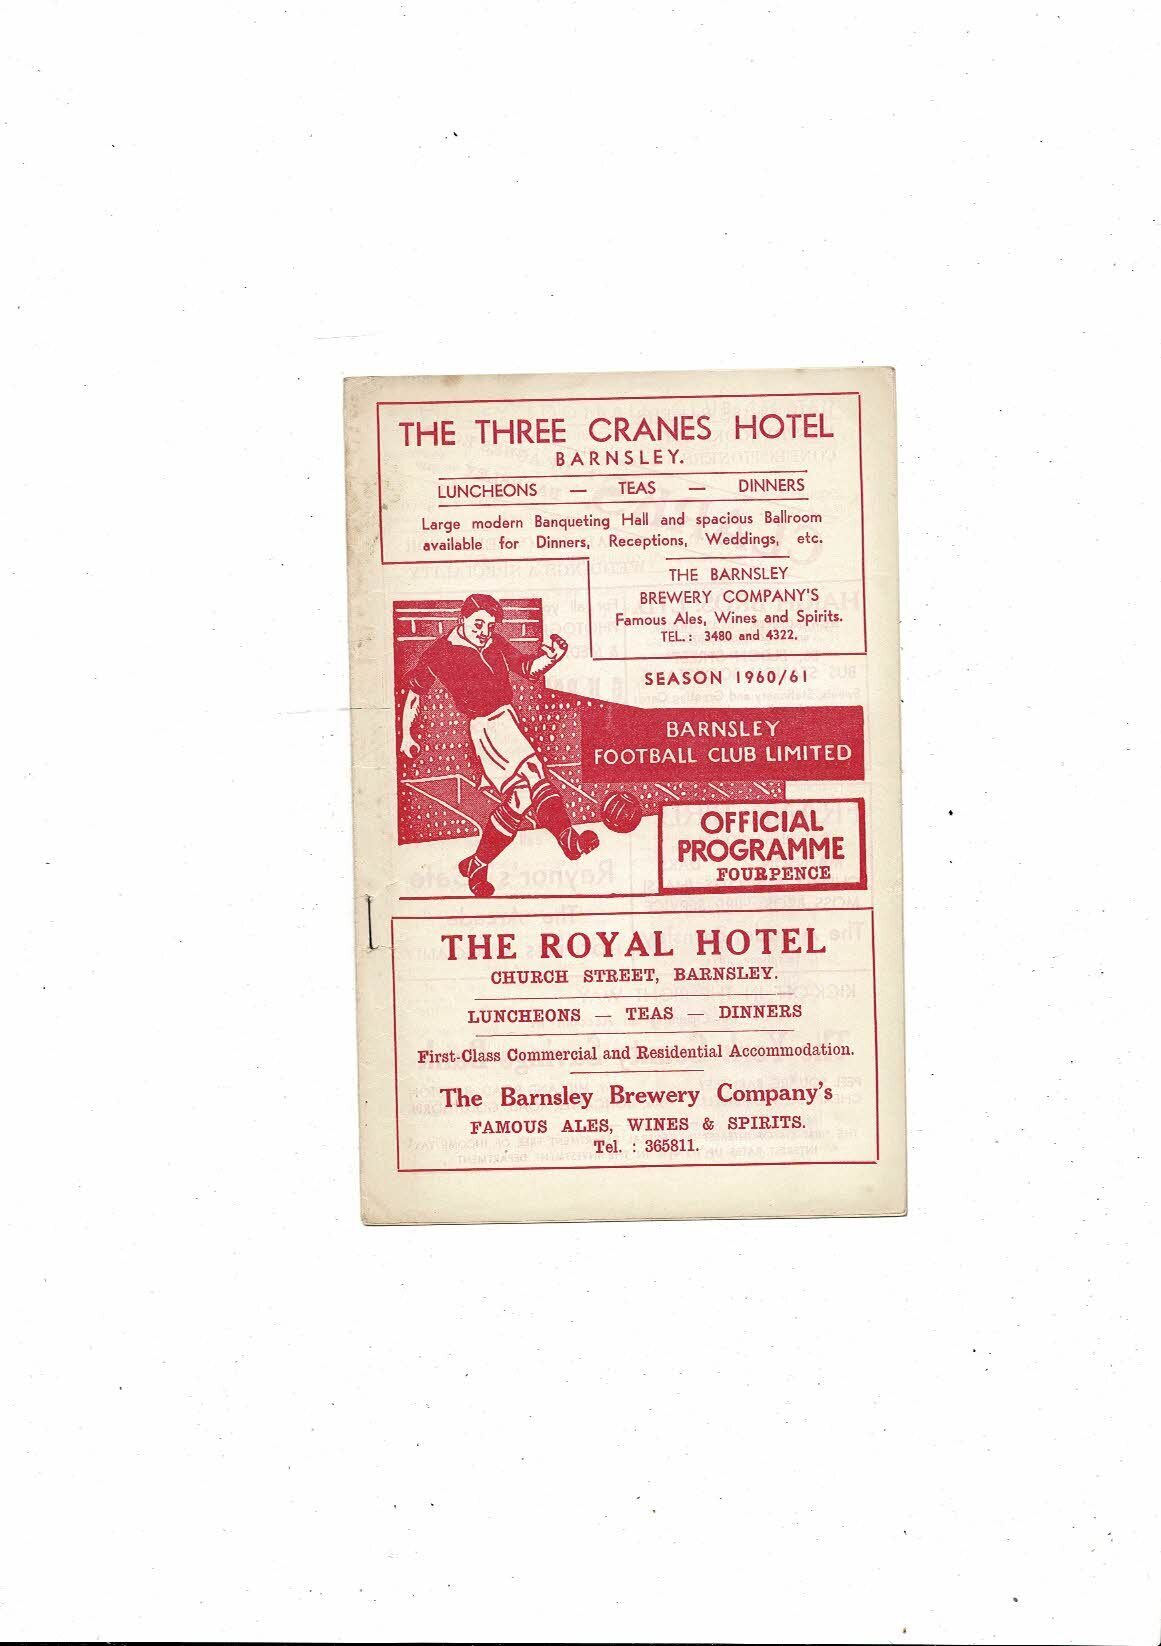 THE THREE CRANES HOTEL
BARNSLEY.
LUNCHEONS — TEAS — DINNERS
Large modern Banqueting Hall and spacious Ballroom
available for Dinners, Receptions, Weddings, etc.
THE BARNSLEY
BREWERY COMPANY'S
Famous Ales, Wines and Spirits.
TEL.: 3480 and 4322.
SEASON 1960/61
BARNSLEY
FOOTBALL CLUB LIMITED
OFFICIAL
PROGRAMME
FOURPENCE
THE ROYAL HOTEL
CHURCH STREET, BARNSLEY.
LUNCHEONS — TEAS — DINNERS
First-Class Commercial and Residential Accommodation.
The Barnsley Brewery Company's
FAMOUS ALES, WINES & SPIRITS.
Tel. : 365811.